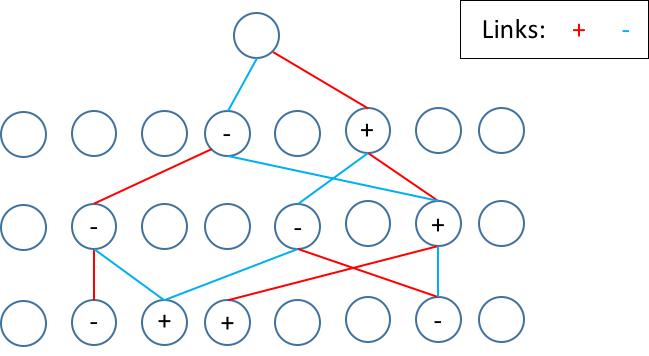 Links: + -
- +
- - +
- + + -